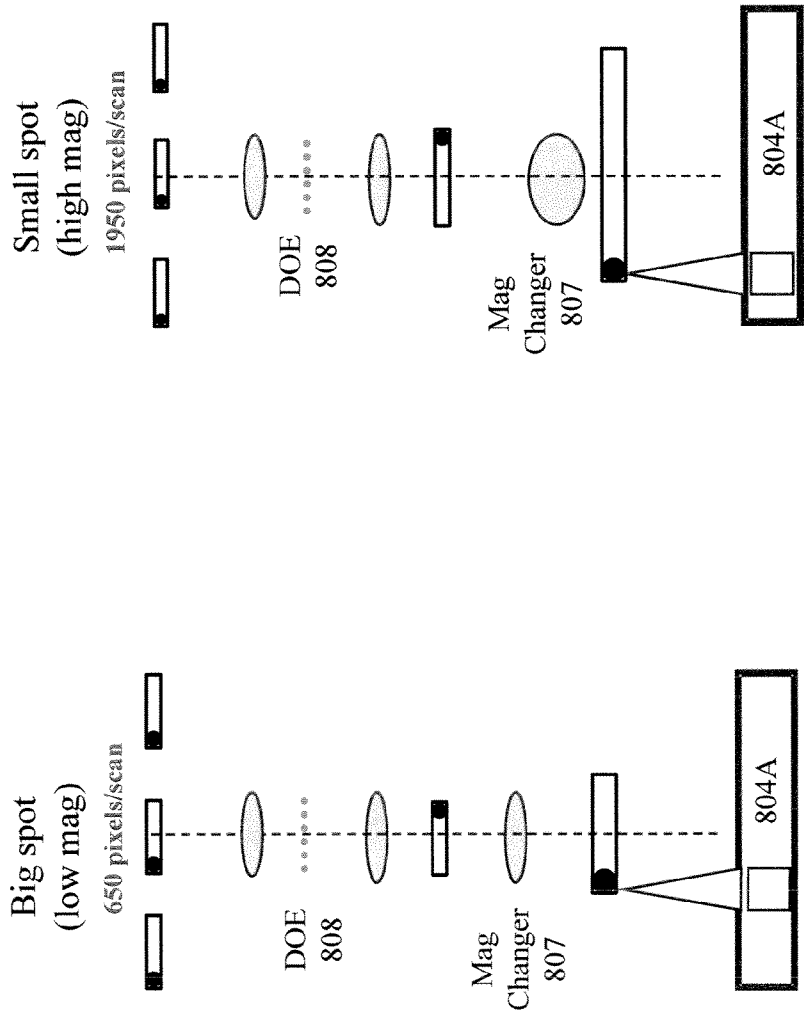 Big spot
(low mag)
650 pixels/scan
DOE
808
Mag
Changer
807
804A
Small spot
(high mag)
1950 pixels/scan
DOE
808
Mag
Changer
807
804A